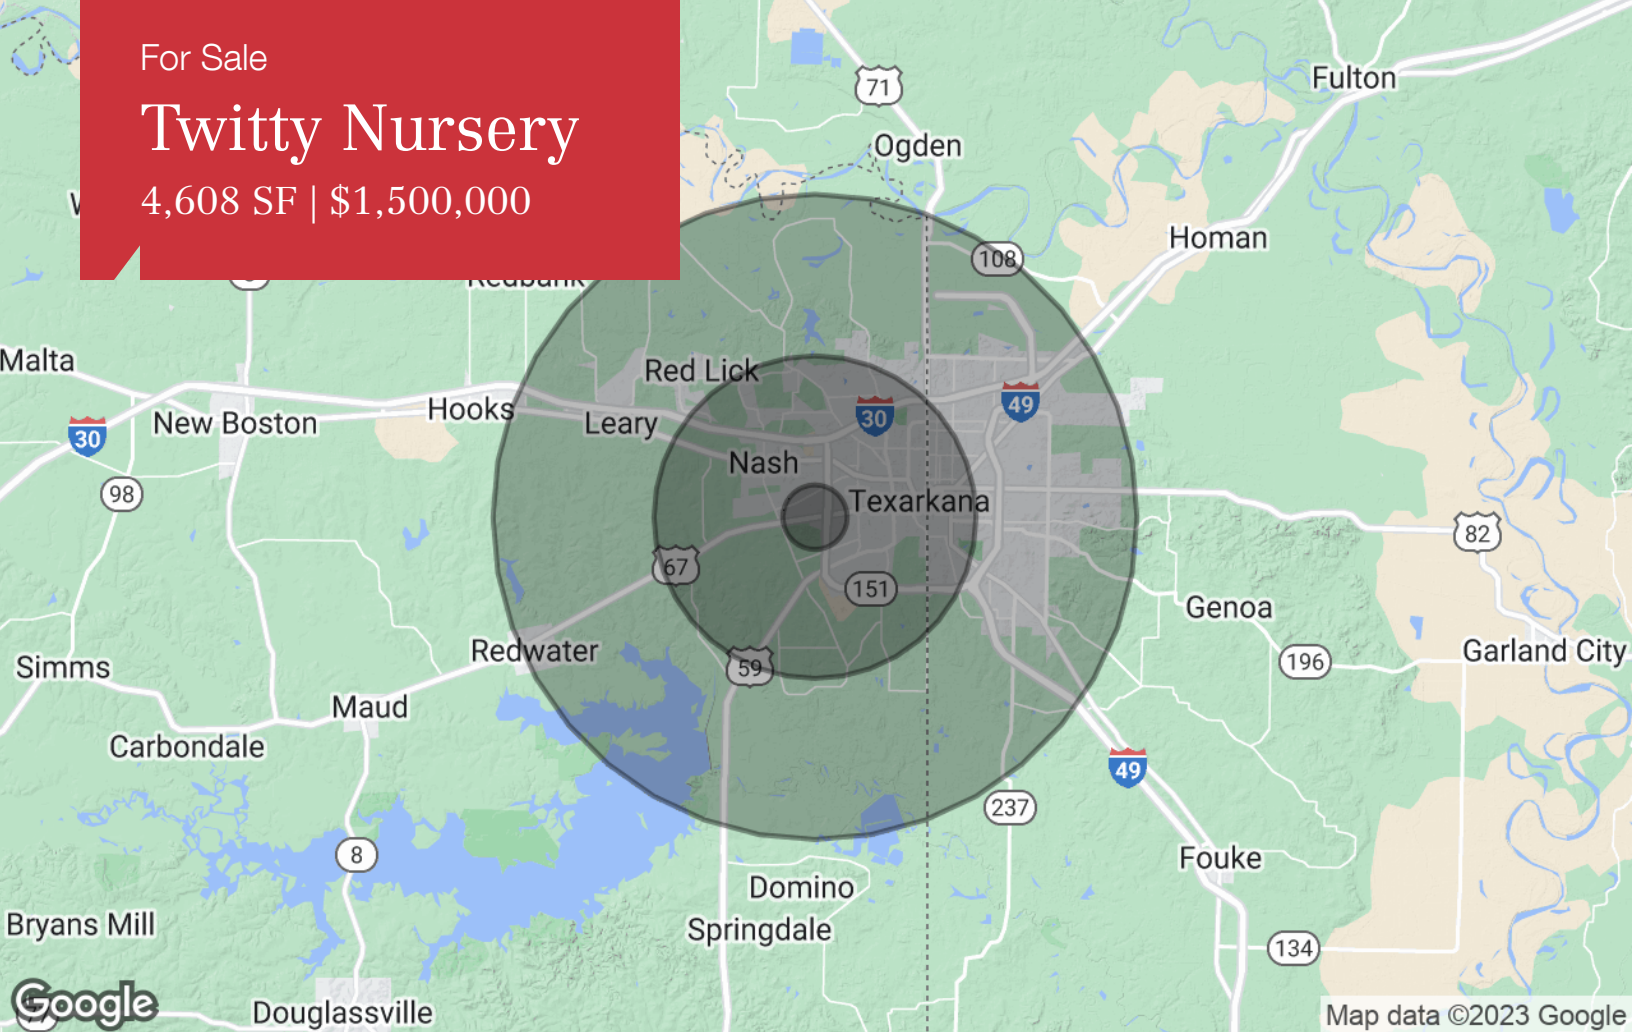 For Sale
Twitty Nursery
4,608 SF | $1,500,000
71
Fulton
Ogden
108
Homan
Redbank
Malta
Red Lick
New Boston
Hooks
Leary
30
49
30
98
Nash
Texarkana
82
67
151
Genoa
Simms
Redwater
59
196
Garland City
Maud
Carbondale
49
237
8
Fouke
Domino
Bryans Mill
Springdale
134
Google
77
Douglassville
Map data ©2023 Google